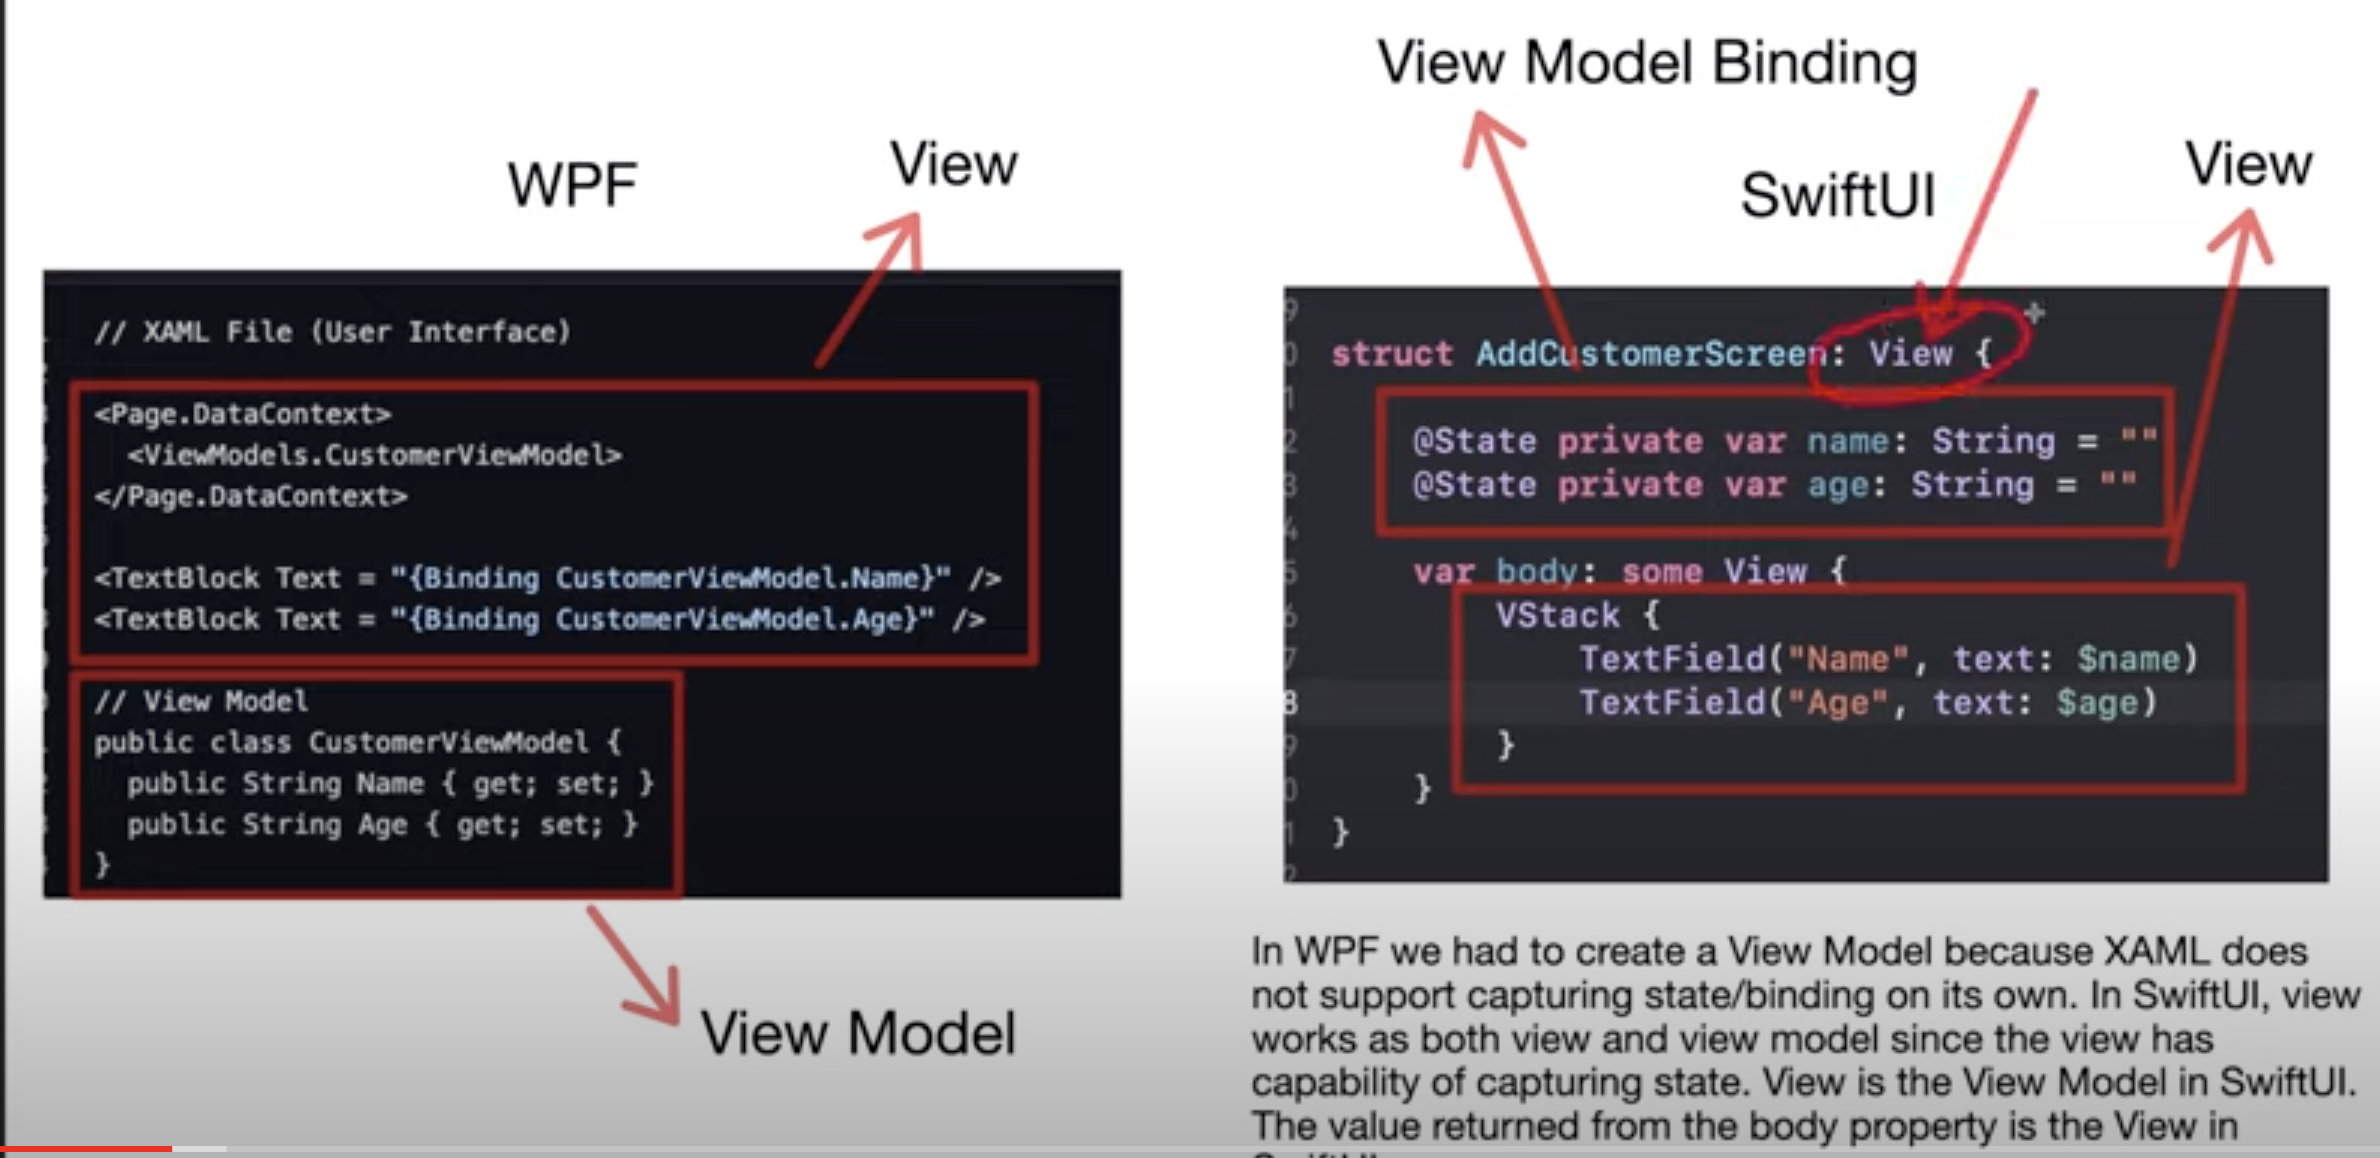 WPF
View
// XAML File (User Interface)
<Page.DataContext>
<ViewModels.CustomerViewModel>
</Page.DataContext>
<TextBlock Text = "{Binding CustomerViewModel.Name}" />
<TextBlock Text = "{Binding CustomerViewModel.Age}" />
// View Model
public class CustomerViewModel {
public String Name { get; set; }
public String Age { get; set; }
}
View Model
View Model Binding
SwiftUI
View
struct AddCustomerScreen: View {
@State private var name: String = ""
@State private var age: String = ""
var body: some View {
VStack {
TextField("Name", text: $name)
TextField("Age", text: $age)
}
}
}
In WPF we had to create a View Model because XAML does
not support capturing state/binding on its own. In SwiftUI, view
works as both view and view model since the view has
capability of capturing state. View is the View Model in SwiftUI.
The value returned from the body property is the View in